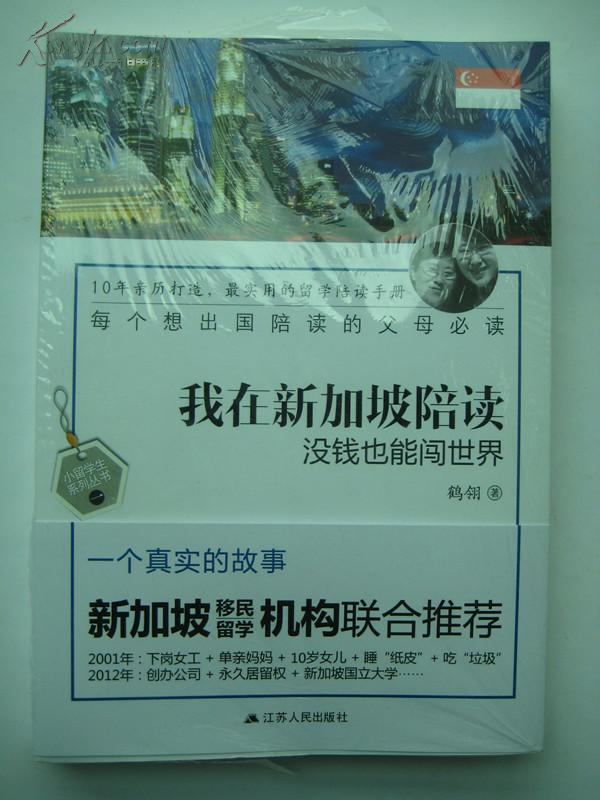 10年亲历打造，最实用的留学陪读手册
每个想出国陪读的父母必读
我在新加坡陪读
没钱也能闯世界
鹤翎 著
小留学生
系列丛书
一
一个真实的故事
新加坡移民留学机构联合推荐
2001年：下岗女工 + 单亲妈妈 + 10岁女儿 + 睡“纸皮” + 吃“垃圾”
2012年：创办公司 + 永久居留权 + 新加坡国立大学……
江苏人民出版社